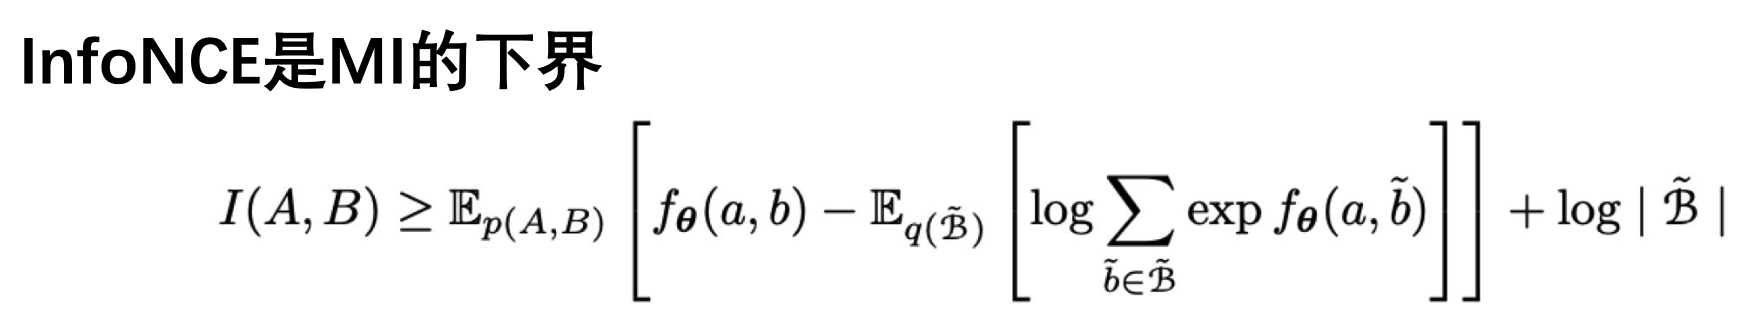 InfoNCE是MI的下界
I(A, B) ≥ 𝔼_{p(A,B)} [ f_𝜽(a, b) − 𝔼_{q(ℬ̃)} [ log ∑_{b̃∈ℬ̃} exp f_𝜽(a, b̃) ] ] + log | ℬ̃ |